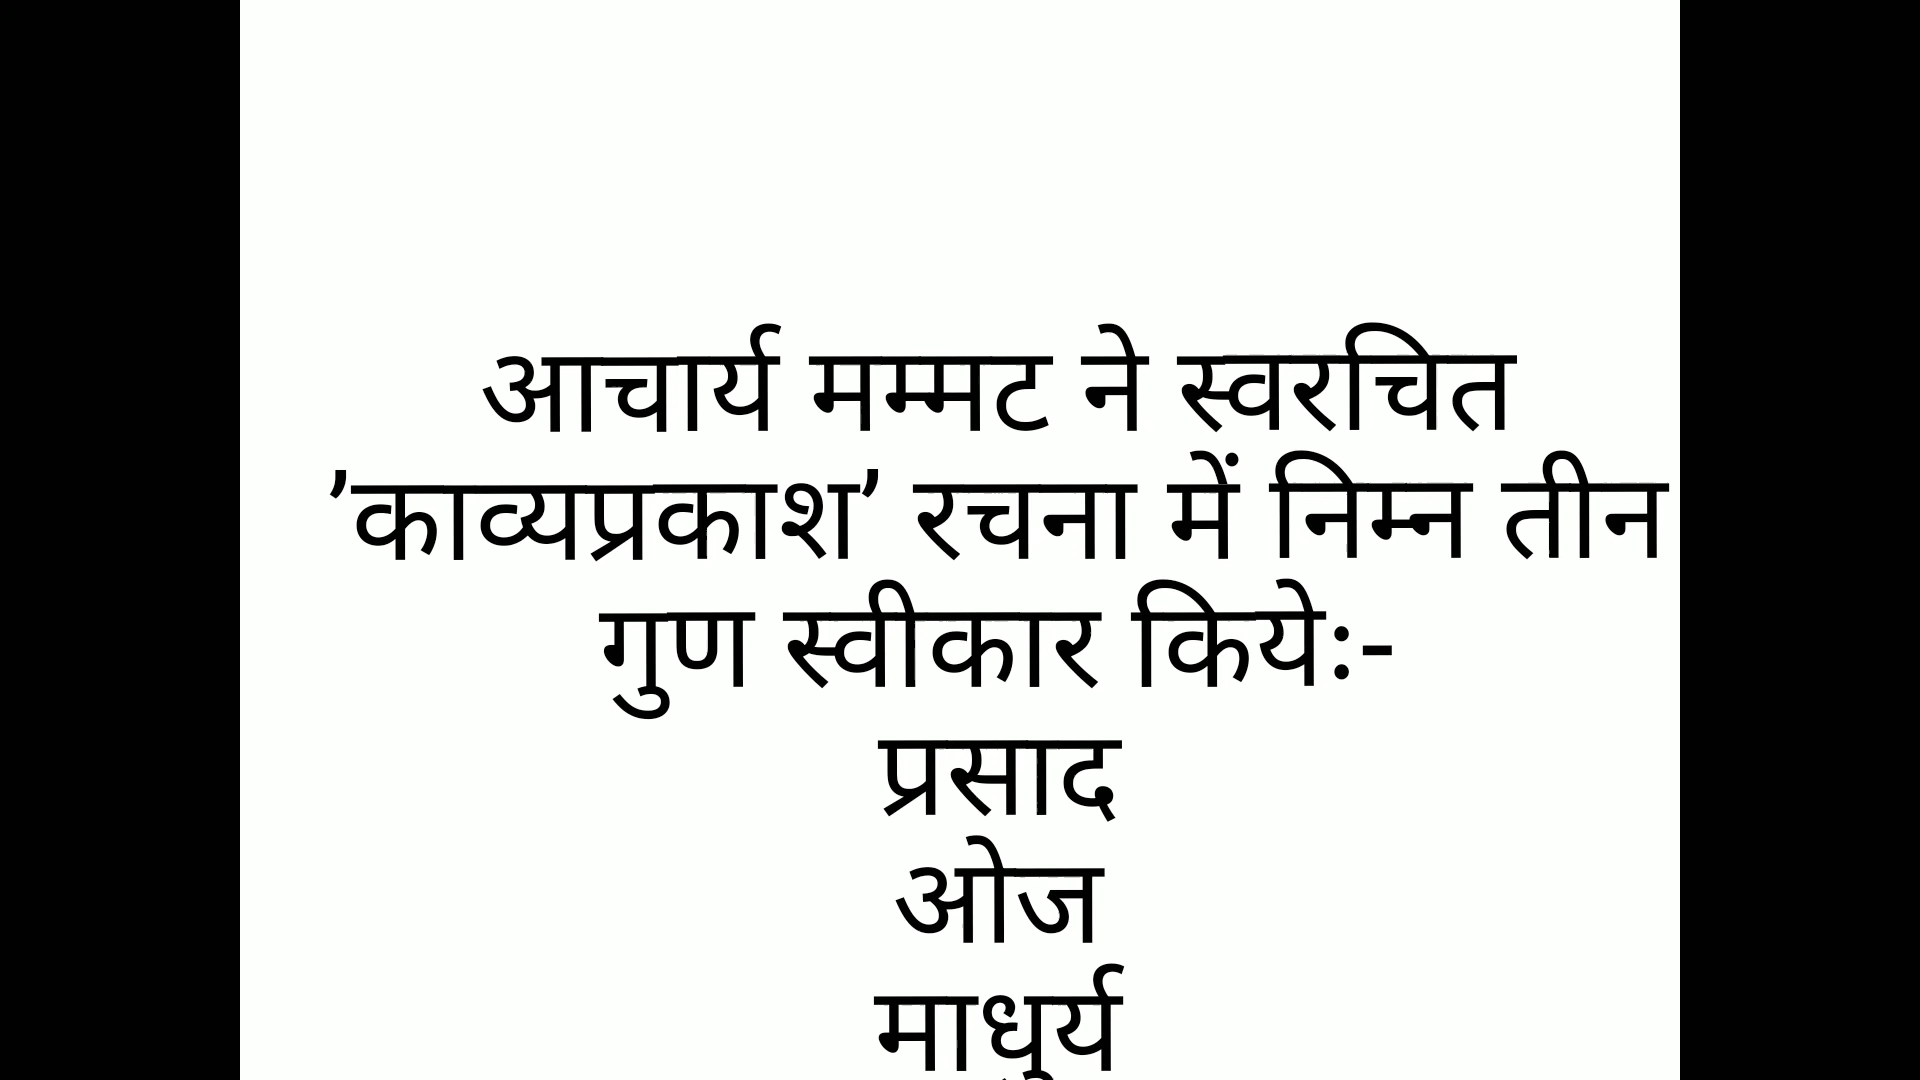 आचार्य मम्मट ने स्वरचित
’काव्यप्रकाश’ रचना में निम्न तीन
गुण स्वीकार किये:-
प्रसाद
ओज
माधुर्य